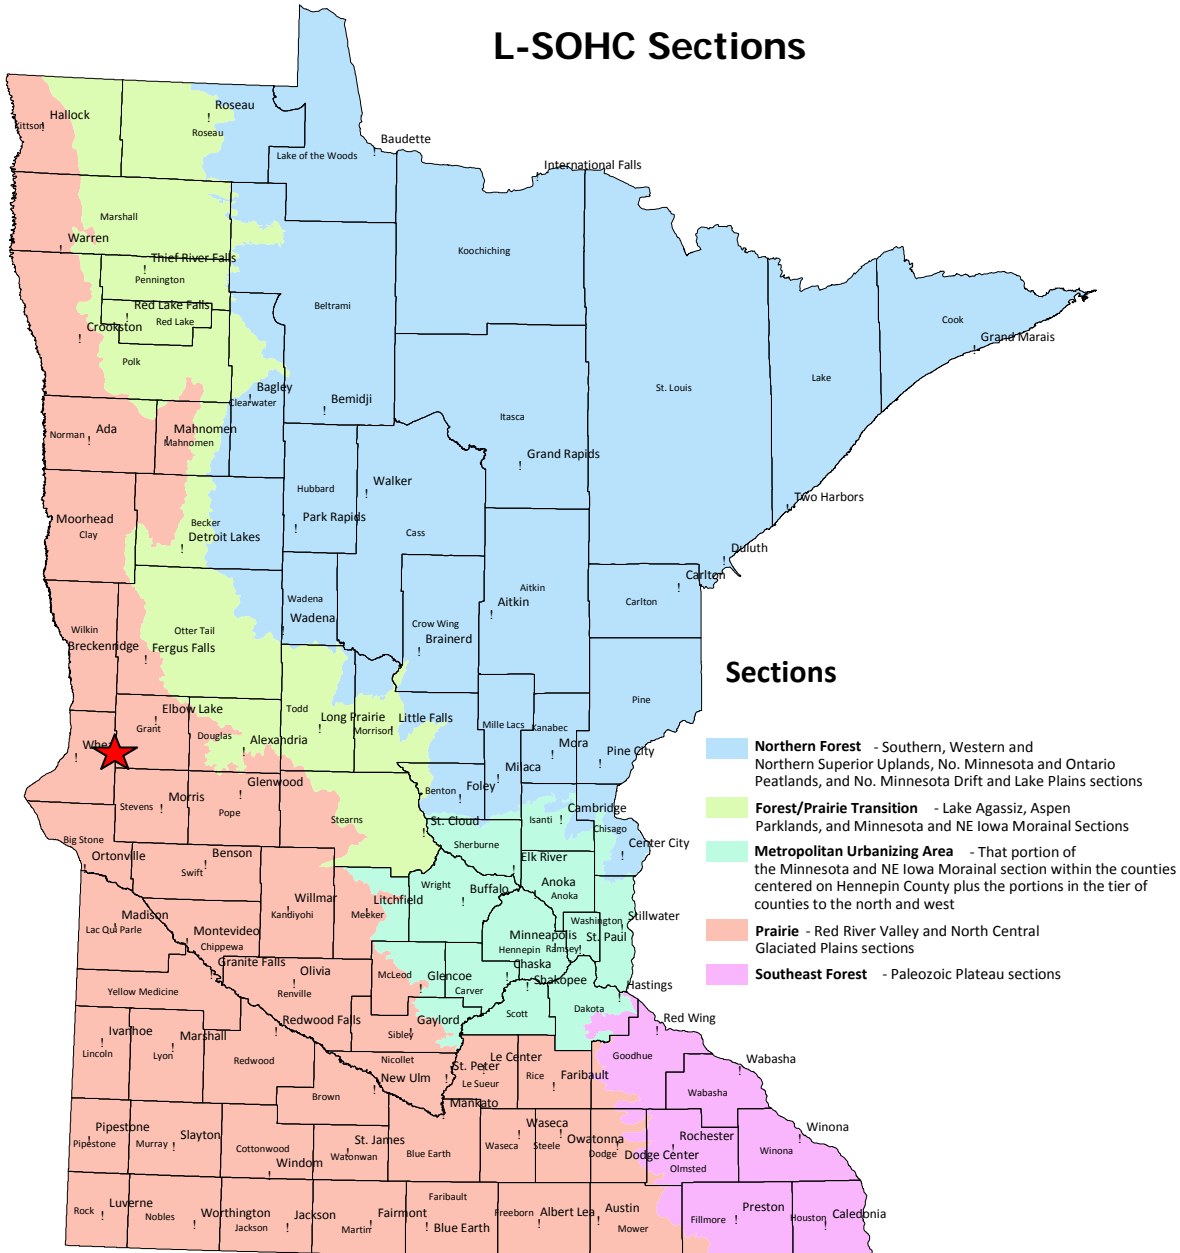 L-SOHC Sections
Roseau
Hallock
Kittson
Roseau
Baudette
Lake of the Woods
International Falls
Marshall
Warren
Koochiching
Thief River Falls
Pennington
Red Lake Falls
Red Lake
Beltrami
Crookston
Cook
Grand Marais
Polk
Lake
St. Louis
Bagley
Clearwater
Bemidji
Itasca
Ada
Norman
Mahnomen
Mahnomen
Grand Rapids
Walker
Hubbard
Two Harbors
Park Rapids
Moorhead
Clay
Becker
Detroit Lakes
Cass
Duluth
Carlton
Aitkin
Aitkin
Carlton
Wadena
Wadena
Crow Wing
Brainerd
Wilkin
Breckenridge
Otter Tail
Fergus Falls
Pine
Elbow Lake
Grant
Todd
Long Prairie
Morrison
Little Falls
Mille Lacs
Kanabec
Mora
Pine City
Douglas
Alexandria
Whe
Milaca
Glenwood
Morris
Stevens
Pope
Benton
Foley
Stearns
St. Cloud
Isanti
Cambridge
Chisago
Center City
Big Stone
Ortonville
Benson
Swift
Sherburne
Elk River
Wright
Buffalo
Anoka
Anoka
Willmar
Kandiyohi
Litchfield
Meeker
Madison
Lac Qui Parle
Montevideo
Chippewa
Washington
Stillwater
Minneapolis
Hennepin
Ramsey
St. Paul
Granite Falls
Olivia
Renville
McLeod
Glencoe
Carver
Chaska
Shakopee
Hastings
Yellow Medicine
Scott
Dakota
Redwood Falls
Gaylord
Sibley
Red Wing
Ivanhoe
Lincoln
Marshall
Lyon
Redwood
Nicollet
New Ulm
St. Peter
Le Center
Le Sueur
Rice
Faribault
Goodhue
Wabasha
Wabasha
Brown
Mankato
Pipestone
Pipestone
Murray
Slayton
Cottonwood
Windom
St. James
Watonwan
Blue Earth
Waseca
Waseca
Steele
Owatonna
Dodge
Dodge Center
Rochester
Olmsted
Winona
Winona
Luverne
Rock
Nobles
Worthington
Jackson
Jackson
Martin
Fairmont
Faribault
Blue Earth
Freeborn
Albert Lea
Austin
Mower
Fillmore
Preston
Houston
Caledonia
Sections
Northern Forest - Southern, Western and
Northern Superior Uplands, No. Minnesota and Ontario
Peatlands, and No. Minnesota Drift and Lake Plains sections
Forest/Prairie Transition - Lake Agassiz, Aspen
Parklands, and Minnesota and NE Iowa Morainal Sections
Metropolitan Urbanizing Area - That portion of
the Minnesota and NE Iowa Morainal section within the counties
centered on Hennepin County plus the portions in the tier of
counties to the north and west
Prairie - Red River Valley and North Central
Glaciated Plains sections
Southeast Forest - Paleozoic Plateau sections